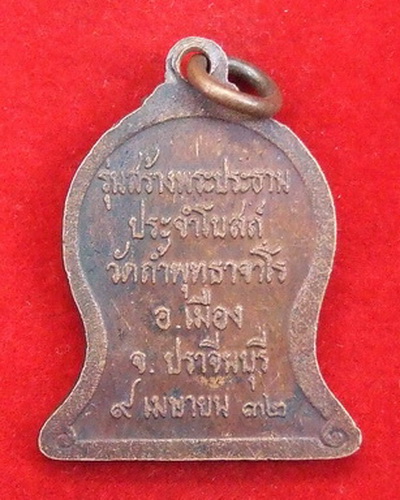 รุ่นสร้างพระประธาน
ประจำโบสถ์
วัดถ้ำพุทธาจาโร
อ.เมือง
จ. ปราจีนบุรี
๙ เมษายน ๓๒